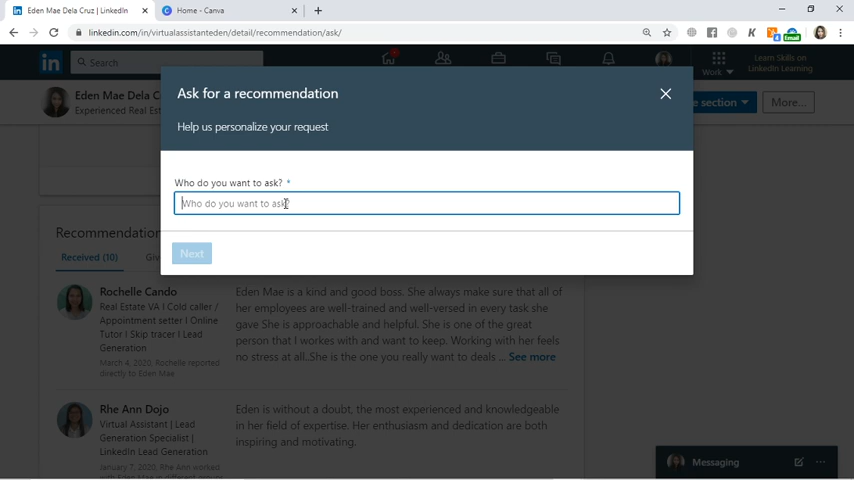 Eden Mae Dela Cruz | LinkedIn
Home - Canva
linkedin.com/in/virtualassistanteden/detail/recommendation/ask/
Email
in
Search
Work
Learn Skills on
LinkedIn Learning
Eden Mae Dela C
Experienced Real Est
e section
More...
Ask for a recommendation
Help us personalize your request
Who do you want to ask? *
Who do you want to ask?
Next
Recommendation
Received (10)
Giv
Rochelle Cando
Real Estate VA I Cold caller /
Appointment setter I Online
Tutor I Skip tracer I Lead
Generation
March 4, 2020, Rochelle reported
directly to Eden Mae
Eden Mae is a kind and good boss. She always make sure that all of
her employees are well-trained and well-versed in every task she
gave She is approachable and helpful. She is one of the great
person that I workes with and want to keep. Working with her feels
no stress at all..She is the one you really want to deals ... See more
Rhe Ann Dojo
Virtual Assistant | Lead
Generation Specialist |
LinkedIn Lead Generation
January 7, 2020, Rhe Ann worked
with Eden Mae in different groups
Eden is without a doubt, the most experienced and knowledgeable
in her field of expertise. Her enthusiasm and dedication are both
inspiring and motivating.
Messaging